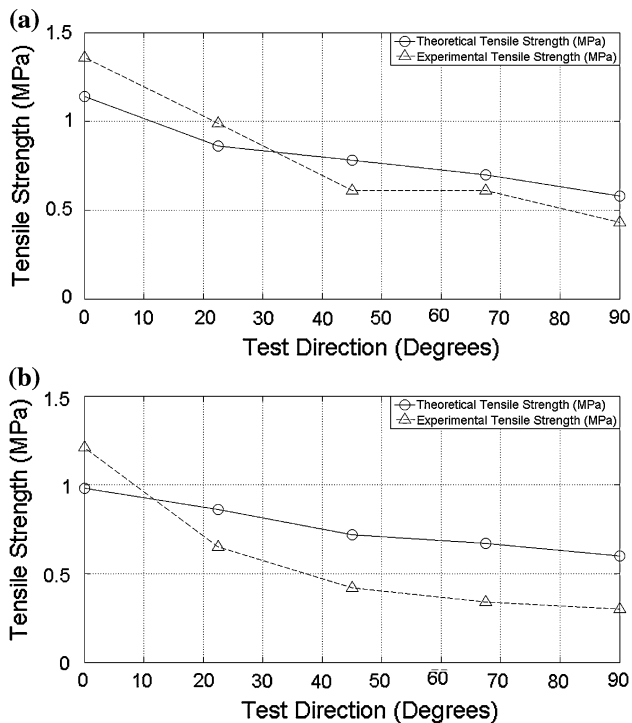 (a)
1.5
1
0.5
0
Tensile Strength (MPa)
Theoretical Tensile Strength (MPa)
Experimental Tensile Strength (MPa)
0 10 20 30 40 50 60 70 80 90
Test Direction (Degrees)
(b)
1.5
1
0.5
0
Tensile Strength (MPa)
Theoretical Tensile Strength (MPa)
Experimental Tensile Strength (MPa)
0 10 20 30 40 50 60 70 80 90
Test Direction (Degrees)